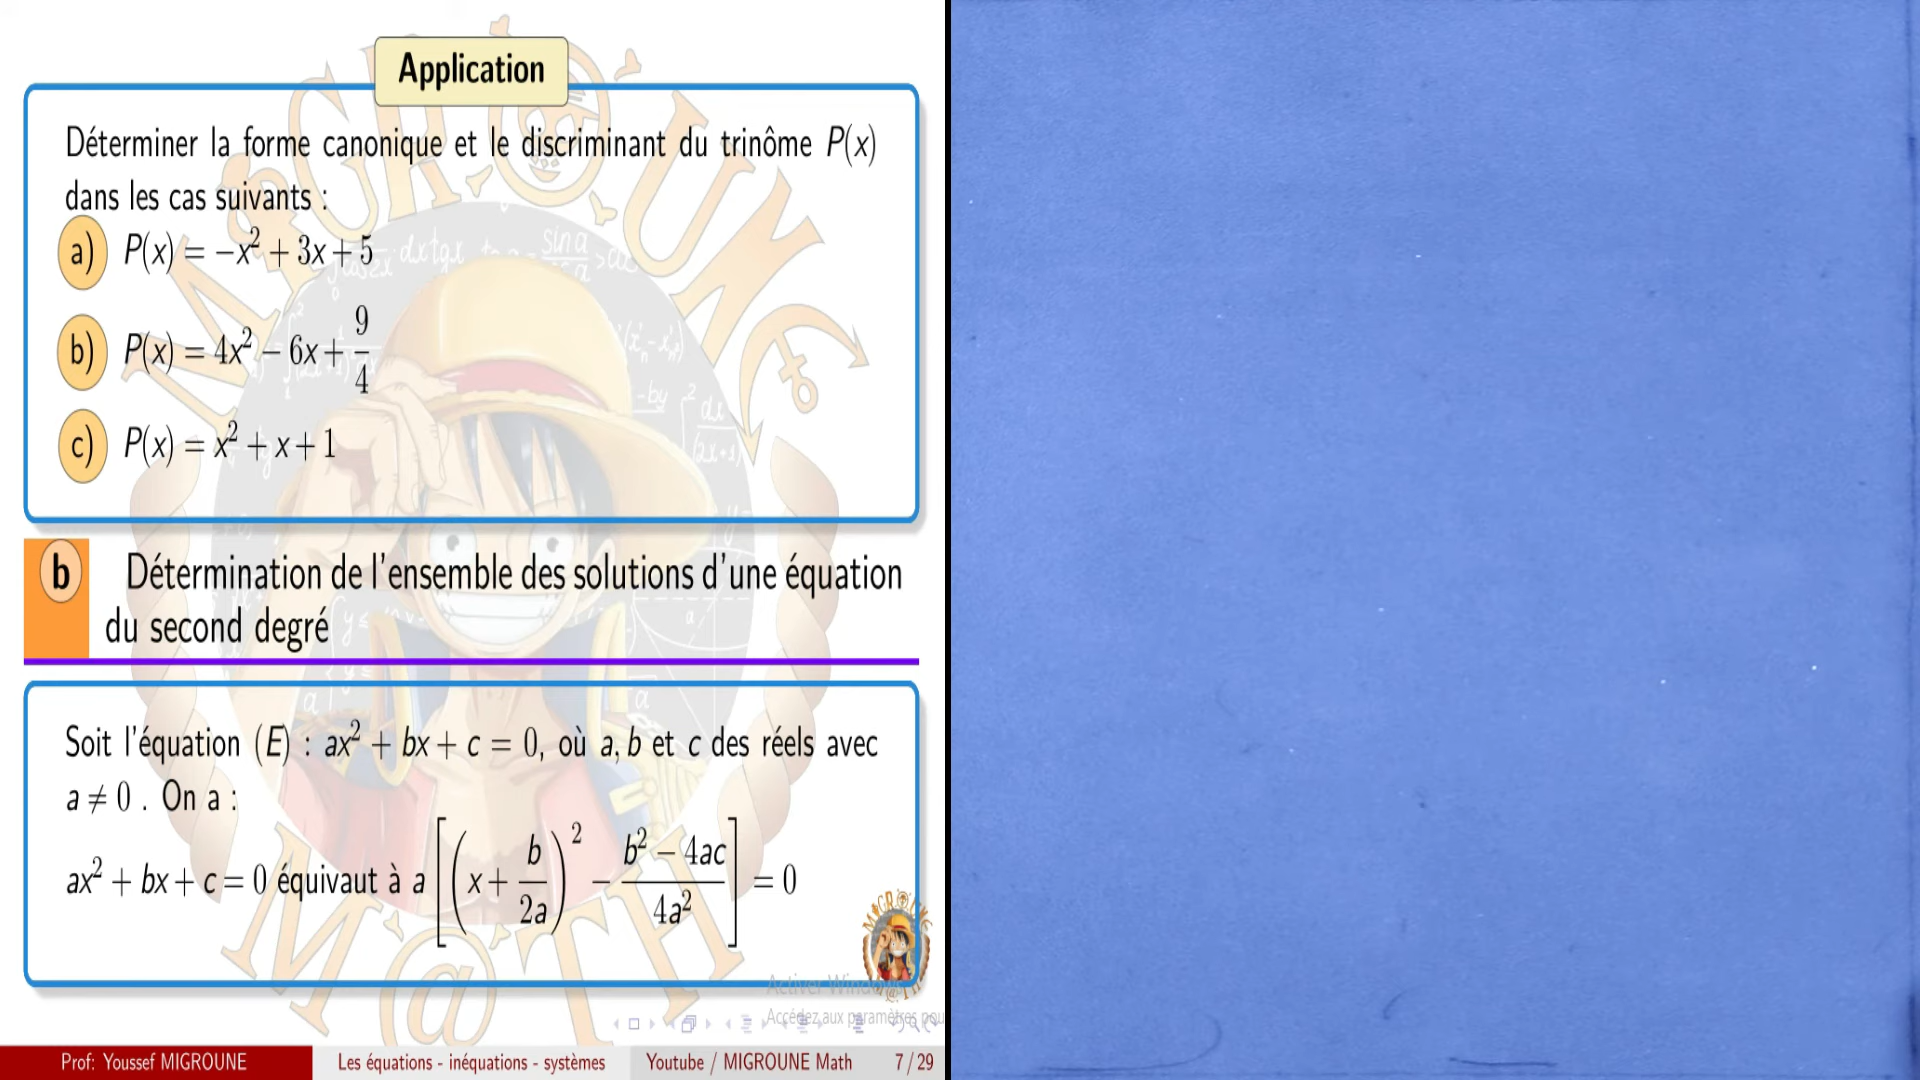 Application
Déterminer la forme canonique et le discriminant du trinôme P(x)
dans les cas suivants :
a) P(x) = −x² + 3x + 5
b) P(x) = 4x² − 6x + 9/4
c) P(x) = x² + x + 1
b Détermination de l'ensemble des solutions d'une équation
du second degré
Soit l'équation (E) : ax² + bx + c = 0, où a, b et c des réels avec
a ≠ 0 . On a :
ax² + bx + c = 0 équivaut à a [ ( x + b/2a )² − (b² − 4ac)/4a² ] = 0
MIGROUNE
M@TH
Activer Windows
Accédez aux paramètres pou
Prof: Youssef MIGROUNE Les équations - inéquations - systèmes Youtube / MIGROUNE Math 7 / 29